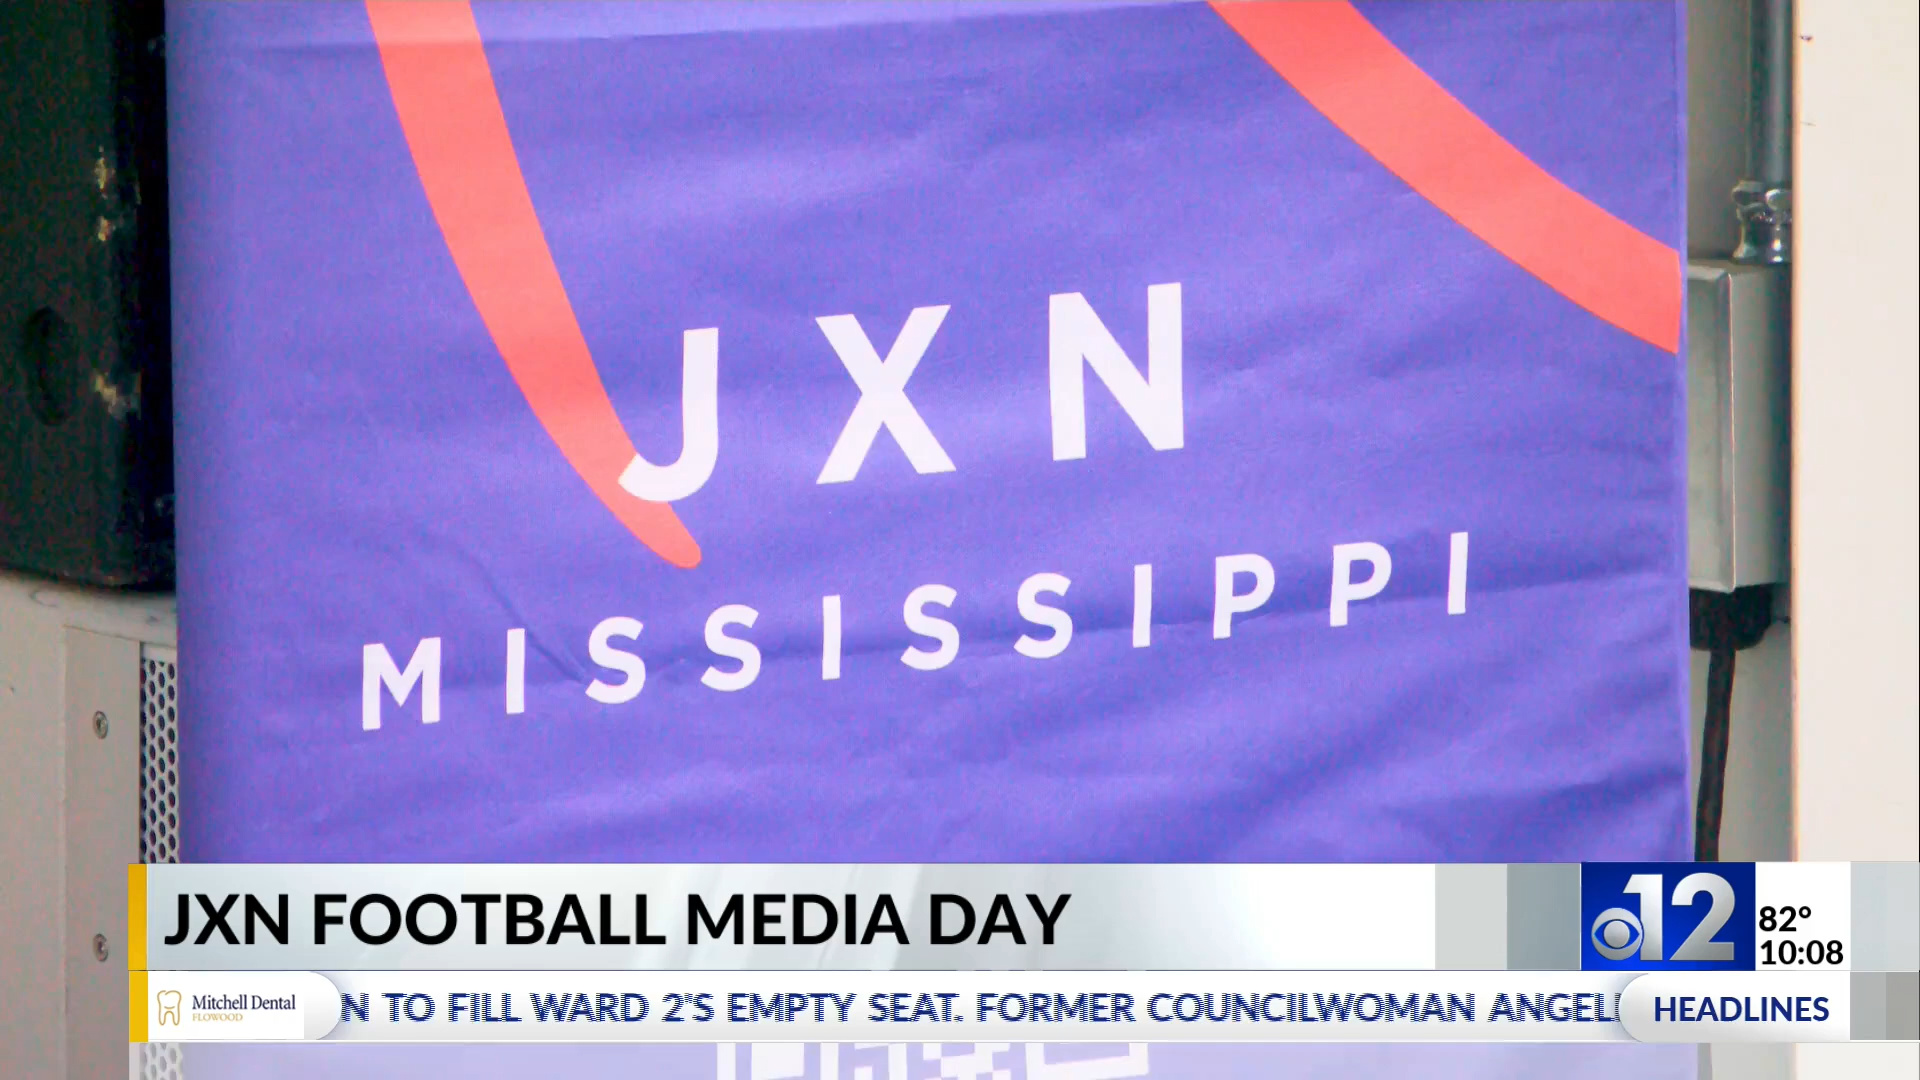 JXN
MISSISSIPPI
JXN FOOTBALL MEDIA DAY
12
82°
10:08
Mitchell Dental
FLOWOOD
N TO FILL WARD 2'S EMPTY SEAT. FORMER COUNCILWOMAN ANGEL
HEADLINES